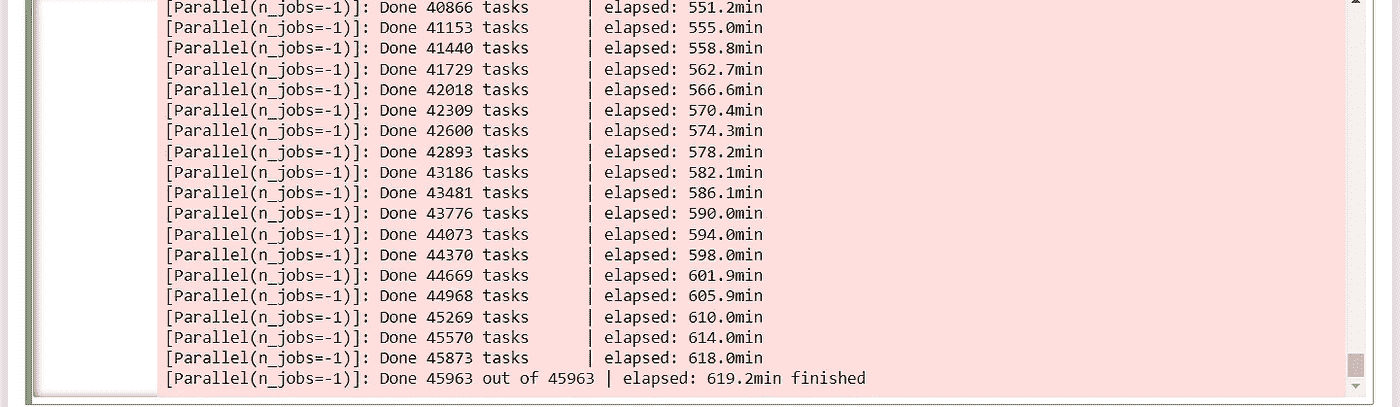 [Parallel(n_jobs=-1)]: Done 40866 tasks      | elapsed: 551.2min
[Parallel(n_jobs=-1)]: Done 41153 tasks      | elapsed: 555.0min
[Parallel(n_jobs=-1)]: Done 41440 tasks      | elapsed: 558.8min
[Parallel(n_jobs=-1)]: Done 41729 tasks      | elapsed: 562.7min
[Parallel(n_jobs=-1)]: Done 42018 tasks      | elapsed: 566.6min
[Parallel(n_jobs=-1)]: Done 42309 tasks      | elapsed: 570.4min
[Parallel(n_jobs=-1)]: Done 42600 tasks      | elapsed: 574.3min
[Parallel(n_jobs=-1)]: Done 42893 tasks      | elapsed: 578.2min
[Parallel(n_jobs=-1)]: Done 43186 tasks      | elapsed: 582.1min
[Parallel(n_jobs=-1)]: Done 43481 tasks      | elapsed: 586.1min
[Parallel(n_jobs=-1)]: Done 43776 tasks      | elapsed: 590.0min
[Parallel(n_jobs=-1)]: Done 44073 tasks      | elapsed: 594.0min
[Parallel(n_jobs=-1)]: Done 44370 tasks      | elapsed: 598.0min
[Parallel(n_jobs=-1)]: Done 44669 tasks      | elapsed: 601.9min
[Parallel(n_jobs=-1)]: Done 44968 tasks      | elapsed: 605.9min
[Parallel(n_jobs=-1)]: Done 45269 tasks      | elapsed: 610.0min
[Parallel(n_jobs=-1)]: Done 45570 tasks      | elapsed: 614.0min
[Parallel(n_jobs=-1)]: Done 45873 tasks      | elapsed: 618.0min
[Parallel(n_jobs=-1)]: Done 45963 out of 45963 | elapsed: 619.2min finished